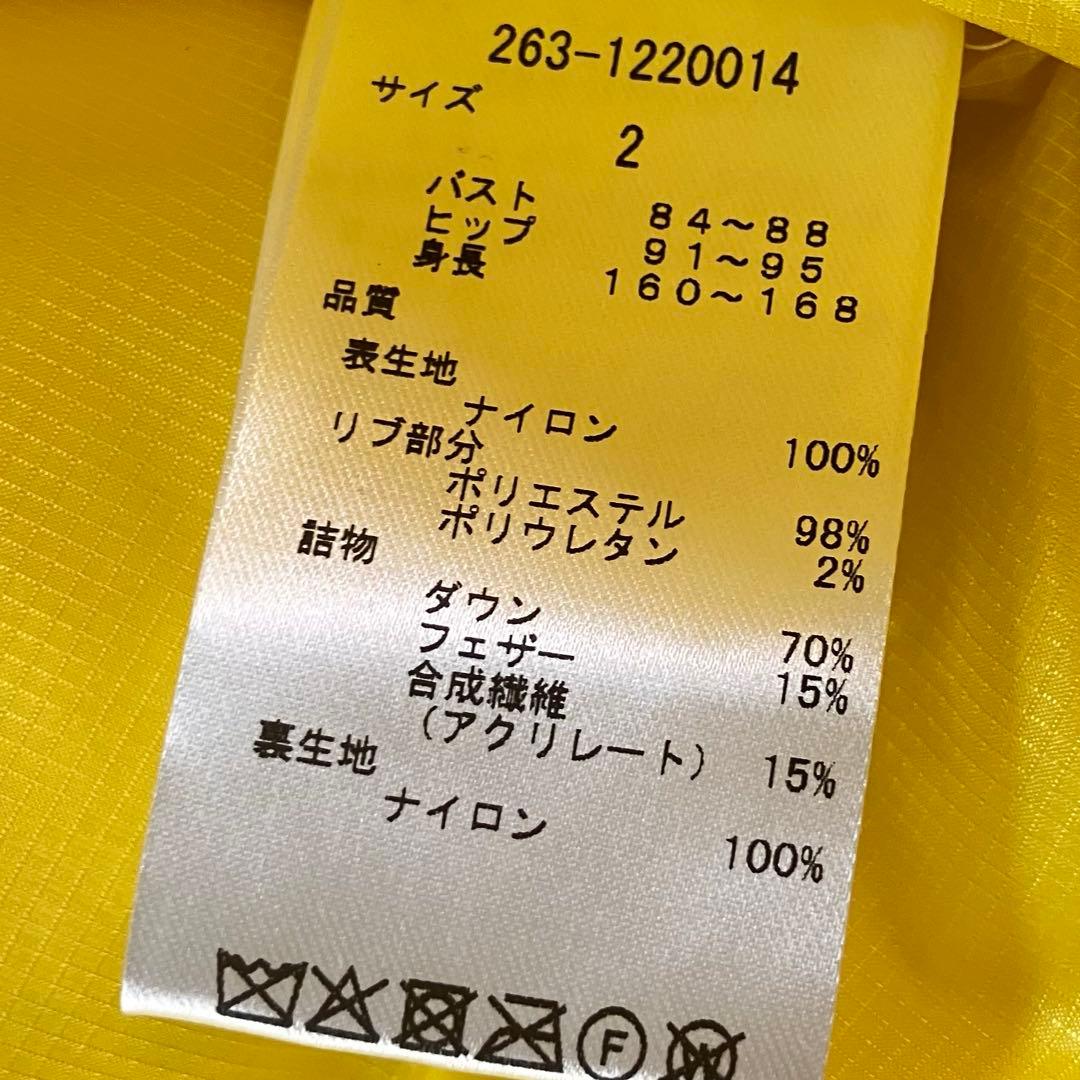 263-1220014
サイズ
2
バスト 84～88
ヒップ 91～95
身長 160～168
品質
表生地
ナイロン 100%
リブ部分
ポリエステル 98%
ポリウレタン 2%
詰物
ダウン 70%
フェザー 15%
合成繊維
(アクリレート) 15%
裏生地
ナイロン 100%
F W